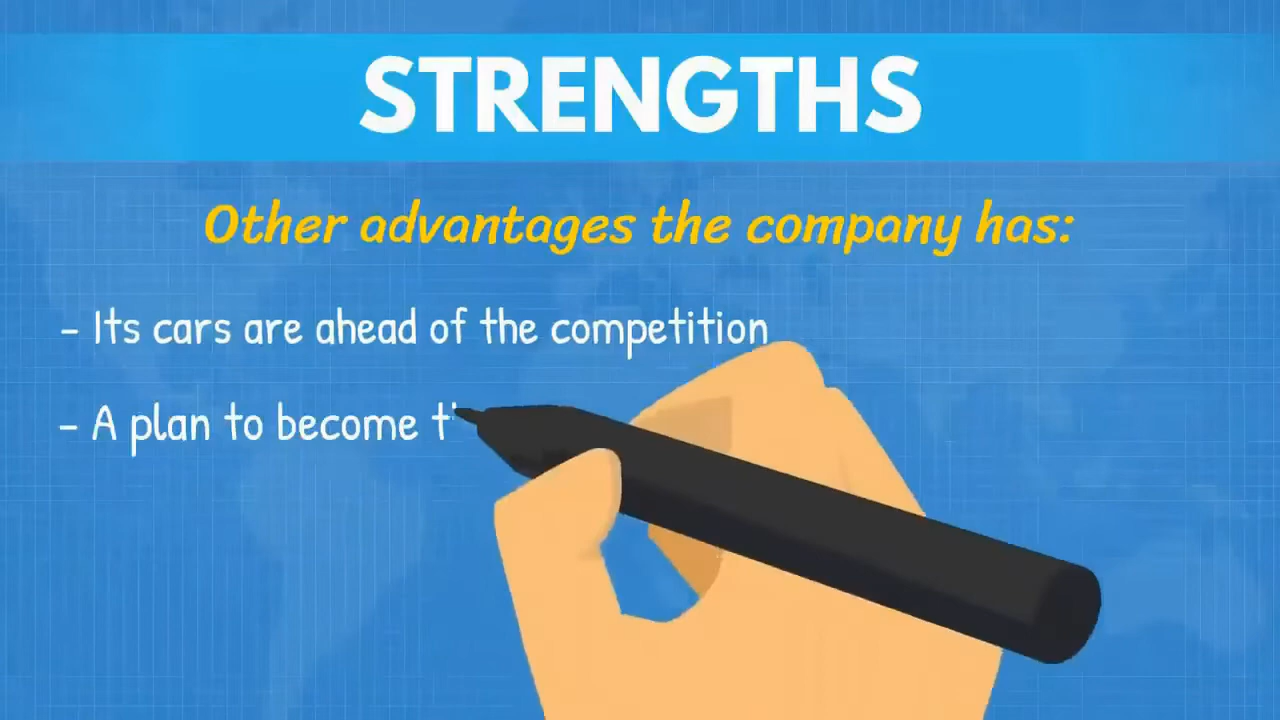 STRENGTHS
Other advantages the company has:
- Its cars are ahead of the competition
- A plan to become